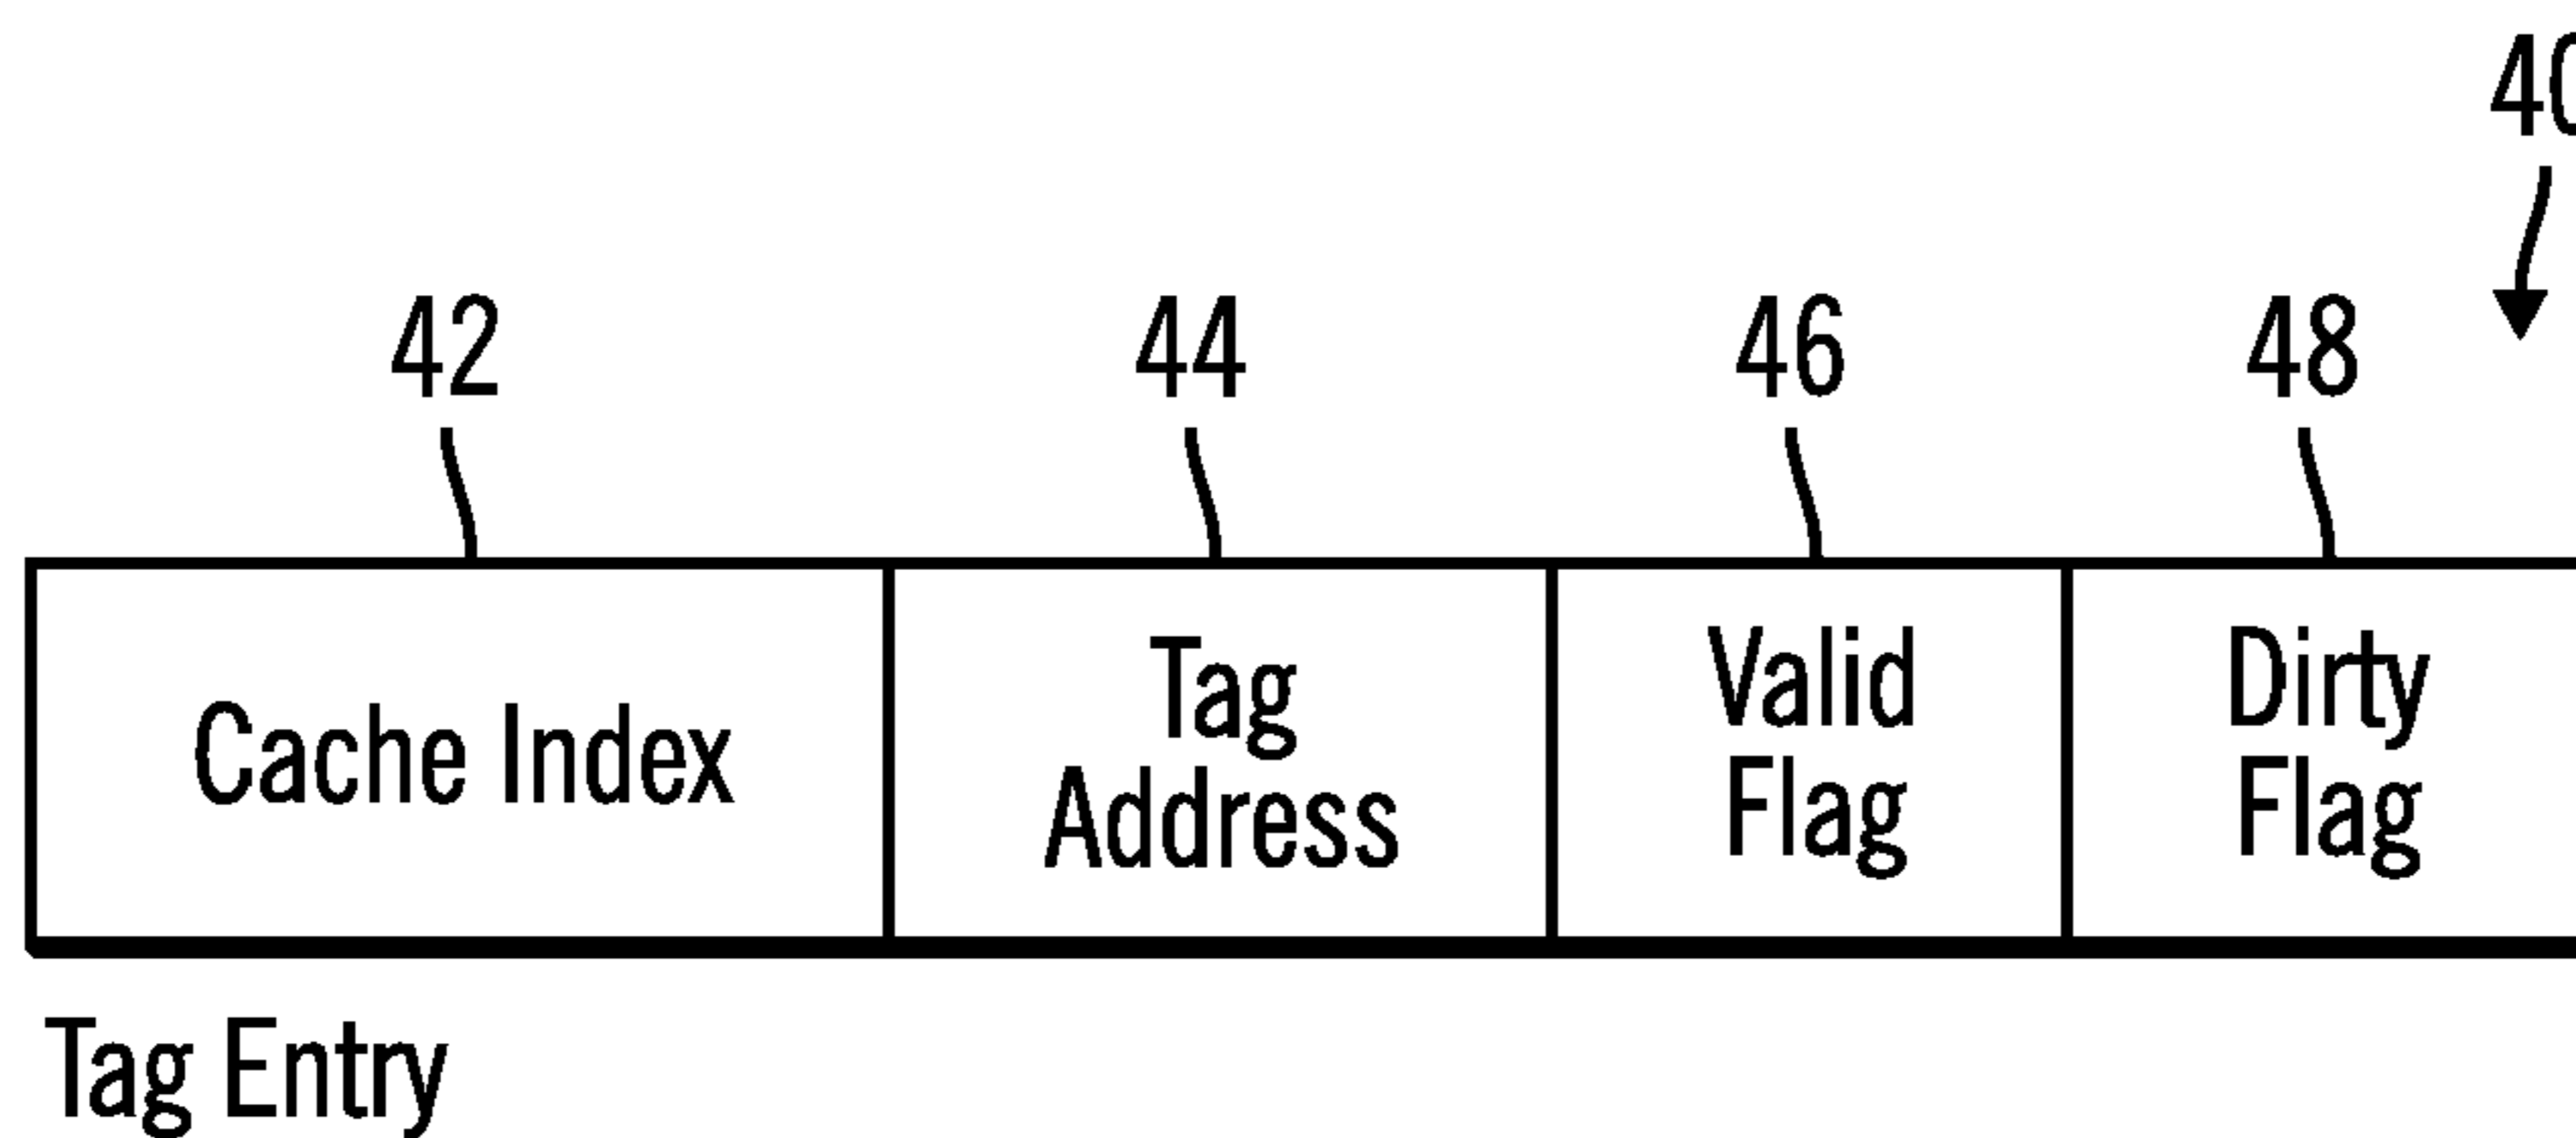 40
42 44 46 48
Cache Index
Tag
Address
Valid
Flag
Dirty
Flag
Tag Entry